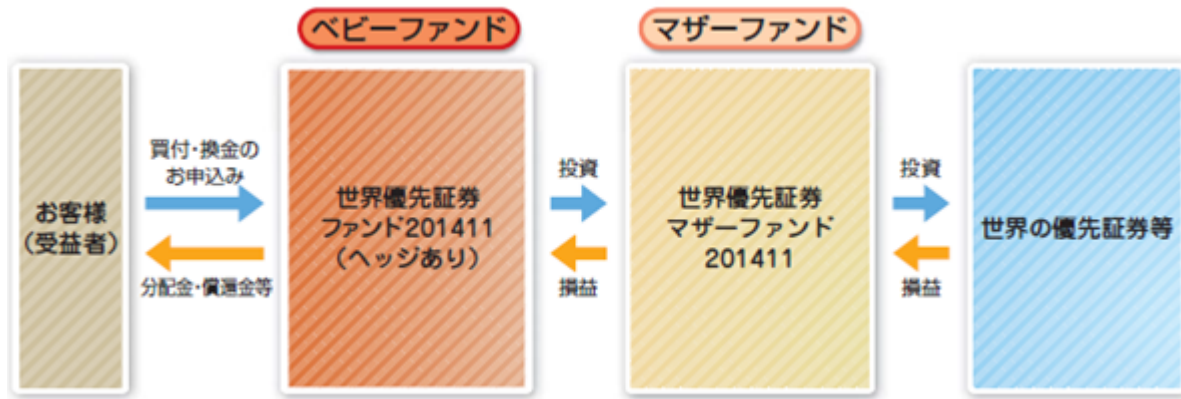 ベビーファンド
マザーファンド
お客様
（受益者）
買付・換金の
お申込み
分配金・償還金等
世界優先証券
ファンド201411
（ヘッジあり）
投資
損益
世界優先証券
マザーファンド
201411
投資
損益
世界の優先証券等